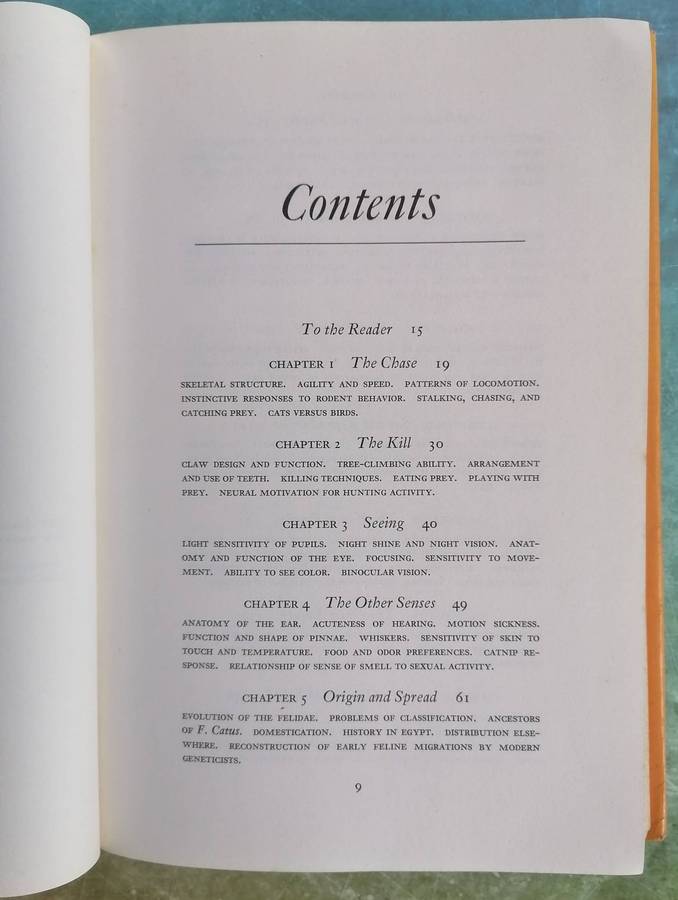 Contents
To the Reader 15
CHAPTER 1 The Chase 19
SKELETAL STRUCTURE. AGILITY AND SPEED. PATTERNS OF LOCOMOTION.
INSTINCTIVE RESPONSES TO RODENT BEHAVIOR. STALKING, CHASING, AND
CATCHING PREY. CATS VERSUS BIRDS.
CHAPTER 2 The Kill 30
CLAW DESIGN AND FUNCTION. TREE-CLIMBING ABILITY. ARRANGEMENT
AND USE OF TEETH. KILLING TECHNIQUES. EATING PREY. PLAYING WITH
PREY. NEURAL MOTIVATION FOR HUNTING ACTIVITY.
CHAPTER 3 Seeing 40
LIGHT SENSITIVITY OF PUPILS. NIGHT SHINE AND NIGHT VISION. ANAT-
OMY AND FUNCTION OF THE EYE. FOCUSING. SENSITIVITY TO MOVE-
MENT. ABILITY TO SEE COLOR. BINOCULAR VISION.
CHAPTER 4 The Other Senses 49
ANATOMY OF THE EAR. ACUTENESS OF HEARING. MOTION SICKNESS.
FUNCTION AND SHAPE OF PINNAE. WHISKERS. SENSITIVITY OF SKIN TO
TOUCH AND TEMPERATURE. FOOD AND ODOR PREFERENCES. CATNIP RE-
SPONSE. RELATIONSHIP OF SENSE OF SMELL TO SEXUAL ACTIVITY.
CHAPTER 5 Origin and Spread 61
EVOLUTION OF THE FELIDAE. PROBLEMS OF CLASSIFICATION. ANCESTORS
OF F. Catus. DOMESTICATION. HISTORY IN EGYPT. DISTRIBUTION ELSE-
WHERE. RECONSTRUCTION OF EARLY FELINE MIGRATIONS BY MODERN
GENETICISTS.
9